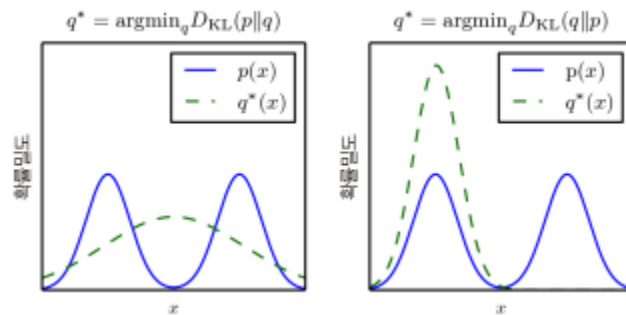 q* = argmin_q D_KL(p‖q)
p(x)
q*(x)
확률밀도
x
q* = argmin_q D_KL(q‖p)
p(x)
q*(x)
확률밀도
x